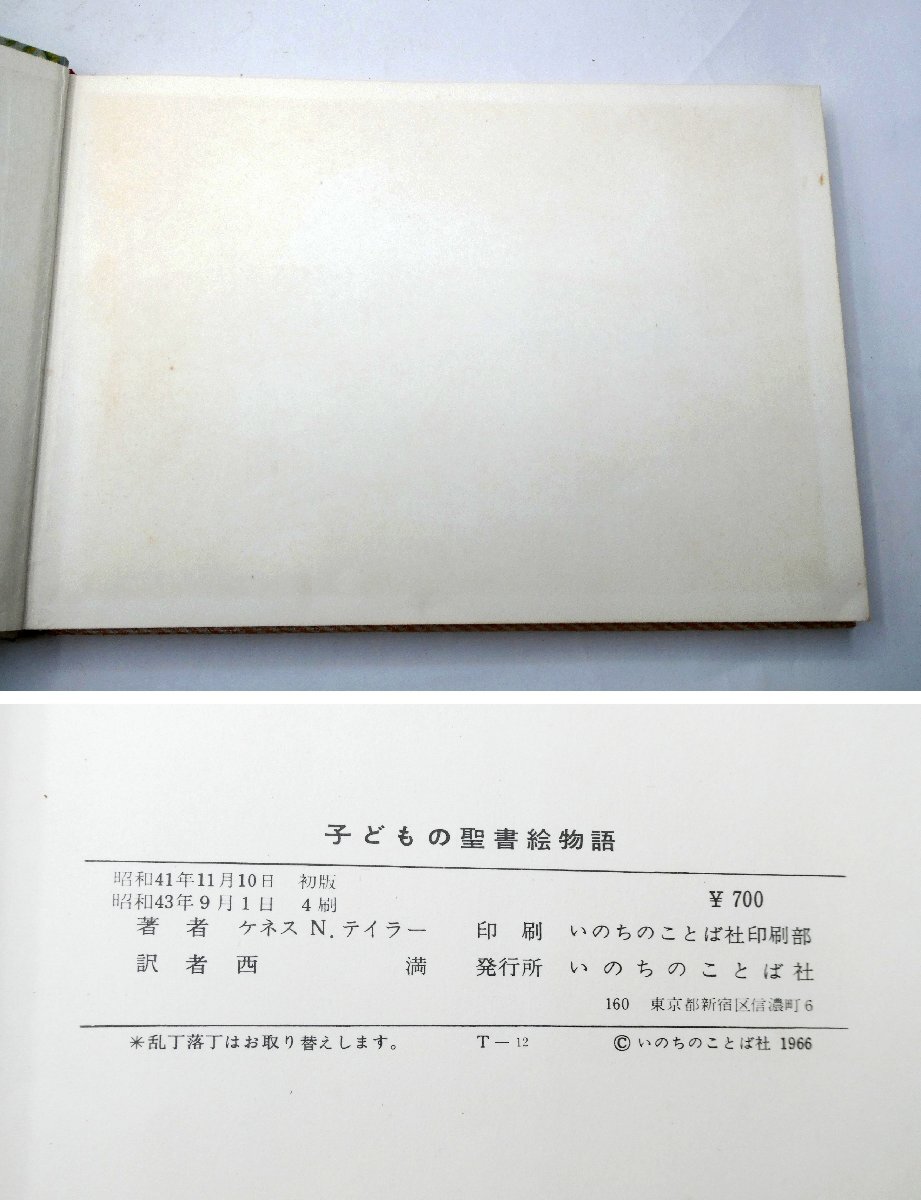 子どもの聖書絵物語
昭和41年11月10日 初版
昭和43年9月1日 4刷
¥700
著者 ケネス N.テイラー 印刷 いのちのことば社印刷部
訳者 西 満 発行所 いのちのことば社
160 東京都新宿区信濃町6
*乱丁落丁はお取り替えします。 T-12 ©いのちのことば社 1966